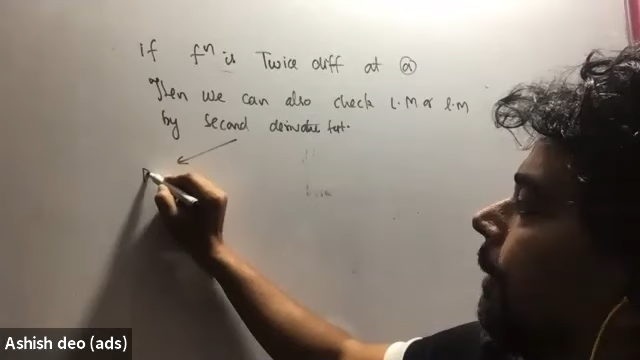 If fⁿ is Twice diff at ⓐ
Then we can also check L.M or l.M
by second derivative test.
Ashish deo (ads)